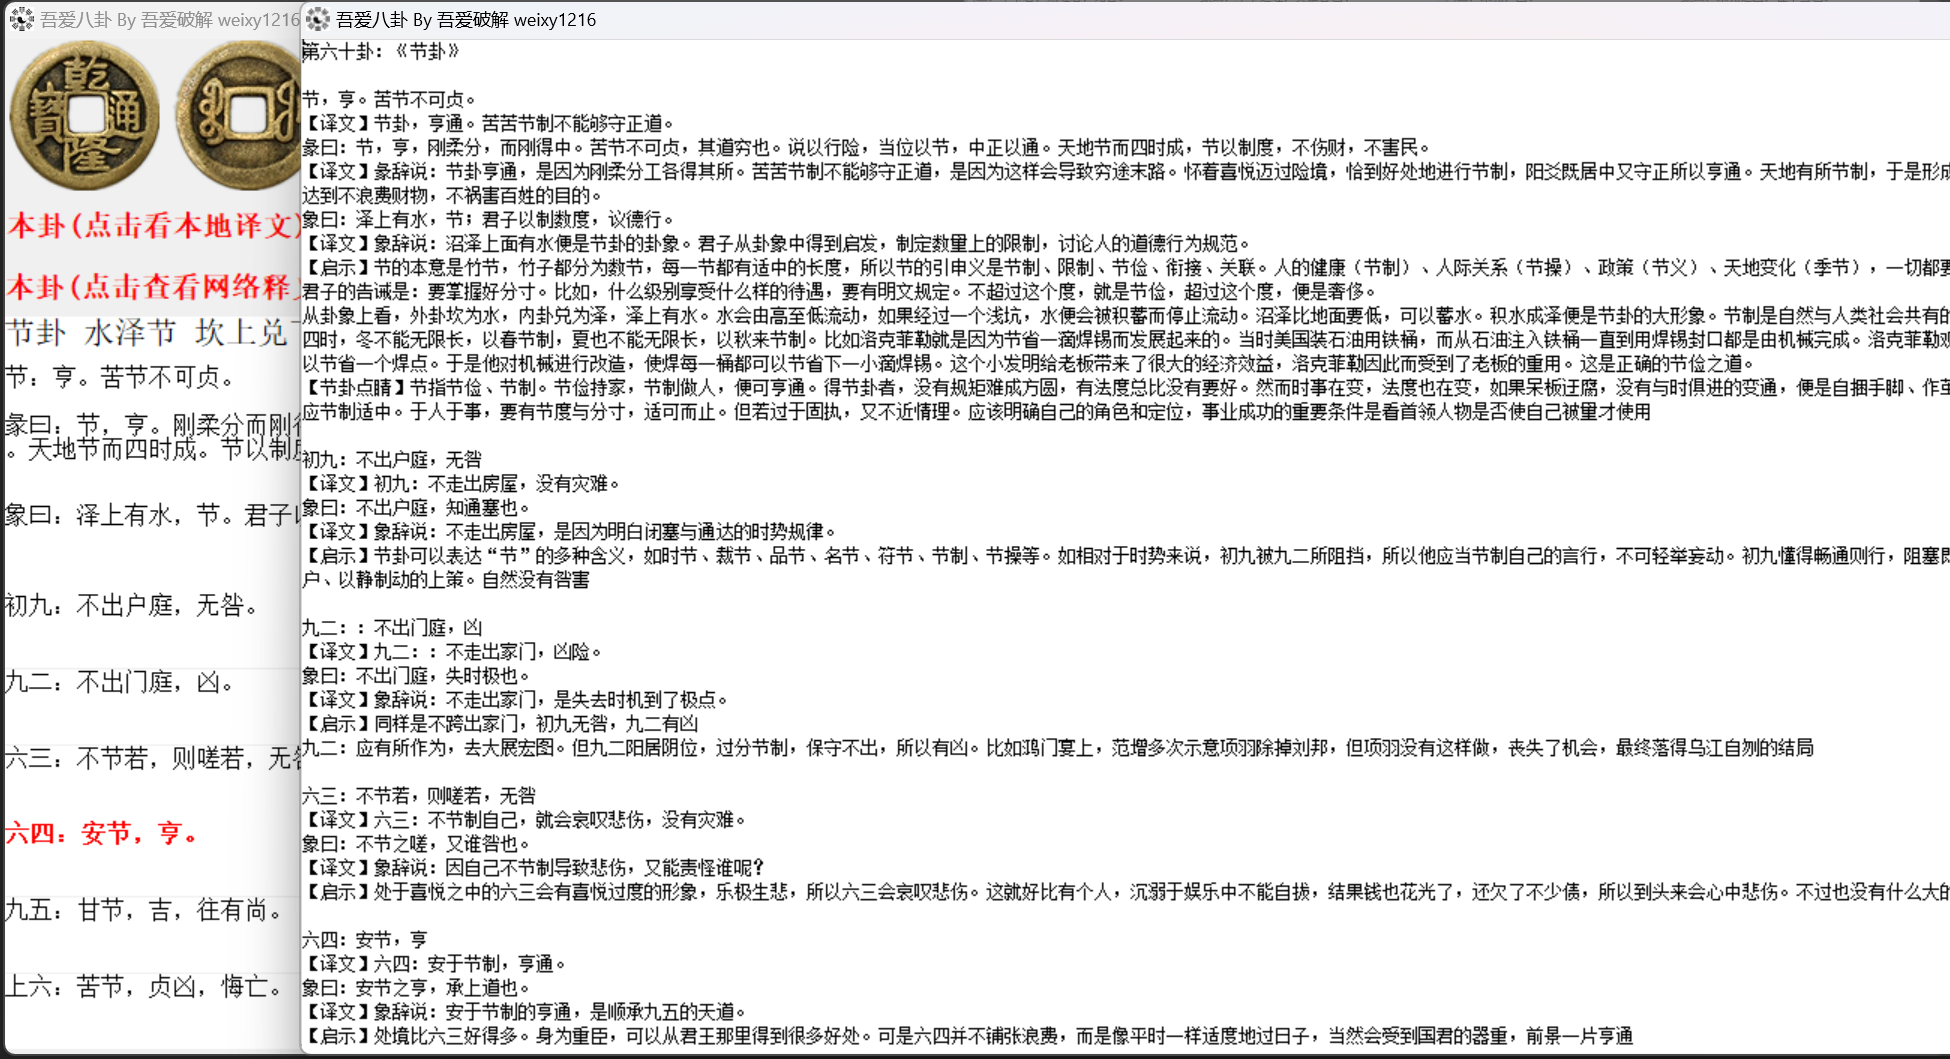 吾爱八卦 By 吾爱破解 weixy1216
乾隆通寳
本卦(点击看本地译文)
本卦(点击查看网络释
节卦 水泽节 坎上兑
节：亨。苦节不可贞。
彖曰：节，亨。刚柔分而刚得
。天地节而四时成。节以制度
象曰：泽上有水，节。君子以
初九：不出户庭，无咎。
九二：不出门庭，凶。
六三：不节若，则嗟若，无咎
六四：安节，亨。
九五：甘节，吉，往有尚。
上六：苦节，贞凶，悔亡。
吾爱八卦 By 吾爱破解 weixy1216
第六十卦：《节卦》
节，亨。苦节不可贞。
【译文】节卦，亨通。苦苦节制不能够守正道。
彖曰：节，亨，刚柔分，而刚得中。苦节不可贞，其道穷也。说以行险，当位以节，中正以通。天地节而四时成，节以制度，不伤财，不害民。
【译文】彖辞说：节卦亨通，是因为刚柔分工各得其所。苦苦节制不能够守正道，是因为这样会导致穷途末路。怀着喜悦迈过险境，恰到好处地进行节制，阳爻既居中又守正所以亨通。天地有所节制，于是形成
达到不浪费财物，不祸害百姓的目的。
象曰：泽上有水，节；君子以制数度，议德行。
【译文】象辞说：沼泽上面有水便是节卦的卦象。君子从卦象中得到启发，制定数量上的限制，讨论人的道德行为规范。
【启示】节的本意是竹节，竹子都分为数节，每一节都有适中的长度，所以节的引申义是节制、限制、节俭、衔接、关联。人的健康（节制）、人际关系（节操）、政策（节义）、天地变化（季节），一切都要
君子的告诫是：要掌握好分寸。比如，什么级别享受什么样的待遇，要有明文规定。不超过这个度，就是节俭，超过这个度，便是奢侈。
从卦象上看，外卦坎为水，内卦兑为泽，泽上有水。水会由高至低流动，如果经过一个浅坑，水便会被积蓄而停止流动。沼泽比地面要低，可以蓄水。积水成泽便是节卦的大形象。节制是自然与人类社会共有的
四时，冬不能无限长，以春节制，夏也不能无限长，以秋来节制。比如洛克菲勒就是因为节省一滴焊锡而发展起来的。当时美国装石油用铁桶，而从石油注入铁桶一直到用焊锡封口都是由机械完成。洛克菲勒观
以节省一个焊点。于是他对机械进行改造，使焊每一桶都可以节省下一小滴焊锡。这个小发明给老板带来了很大的经济效益，洛克菲勒因此而受到了老板的重用。这是正确的节俭之道。
【节卦点睛】节指节俭、节制。节俭持家，节制做人，便可亨通。得节卦者，没有规矩难成方圆，有法度总比没有要好。然而时事在变，法度也在变，如果呆板迂腐，没有与时俱进的变通，便是自捆手脚、作茧
应节制适中。于人于事，要有节度与分寸，适可而止。但若过于固执，又不近情理。应该明确自己的角色和定位，事业成功的重要条件是看首领人物是否使自己被量才使用
初九：不出户庭，无咎
【译文】初九：不走出房屋，没有灾难。
象曰：不出户庭，知通塞也。
【译文】象辞说：不走出房屋，是因为明白闭塞与通达的时势规律。
【启示】节卦可以表达“节”的多种含义，如时节、裁节、品节、名节、符节、节制、节操等。如相对于时势来说，初九被九二所阻挡，所以他应当节制自己的言行，不可轻举妄动。初九懂得畅通则行，阻塞即
户、以静制动的上策。自然没有咎害
九二：：不出门庭，凶
【译文】九二：：不走出家门，凶险。
象曰：不出门庭，失时极也。
【译文】象辞说：不走出家门，是失去时机到了极点。
【启示】同样是不跨出家门，初九无咎，九二有凶
九二：应有所作为，去大展宏图。但九二阳居阴位，过分节制，保守不出，所以有凶。比如鸿门宴上，范增多次示意项羽除掉刘邦，但项羽没有这样做，丧失了机会，最终落得乌江自刎的结局
六三：不节若，则嗟若，无咎
【译文】六三：不节制自己，就会哀叹悲伤，没有灾难。
象曰：不节之嗟，又谁咎也。
【译文】象辞说：因自己不节制导致悲伤，又能责怪谁呢？
【启示】处于喜悦之中的六三会有喜悦过度的形象，乐极生悲，所以六三会哀叹悲伤。这就好比有个人，沉弱于娱乐中不能自拔，结果钱也花光了，还欠了不少债，所以到头来会心中悲伤。不过也没有什么大的
六四：安节，亨
【译文】六四：安于节制，亨通。
象曰：安节之亨，承上道也。
【译文】象辞说：安于节制的亨通，是顺承九五的天道。
【启示】处境比六三好得多。身为重臣，可以从君王那里得到很多好处。可是六四并不铺张浪费，而是像平时一样适度地过日子，当然会受到国君的器重，前景一片亨通